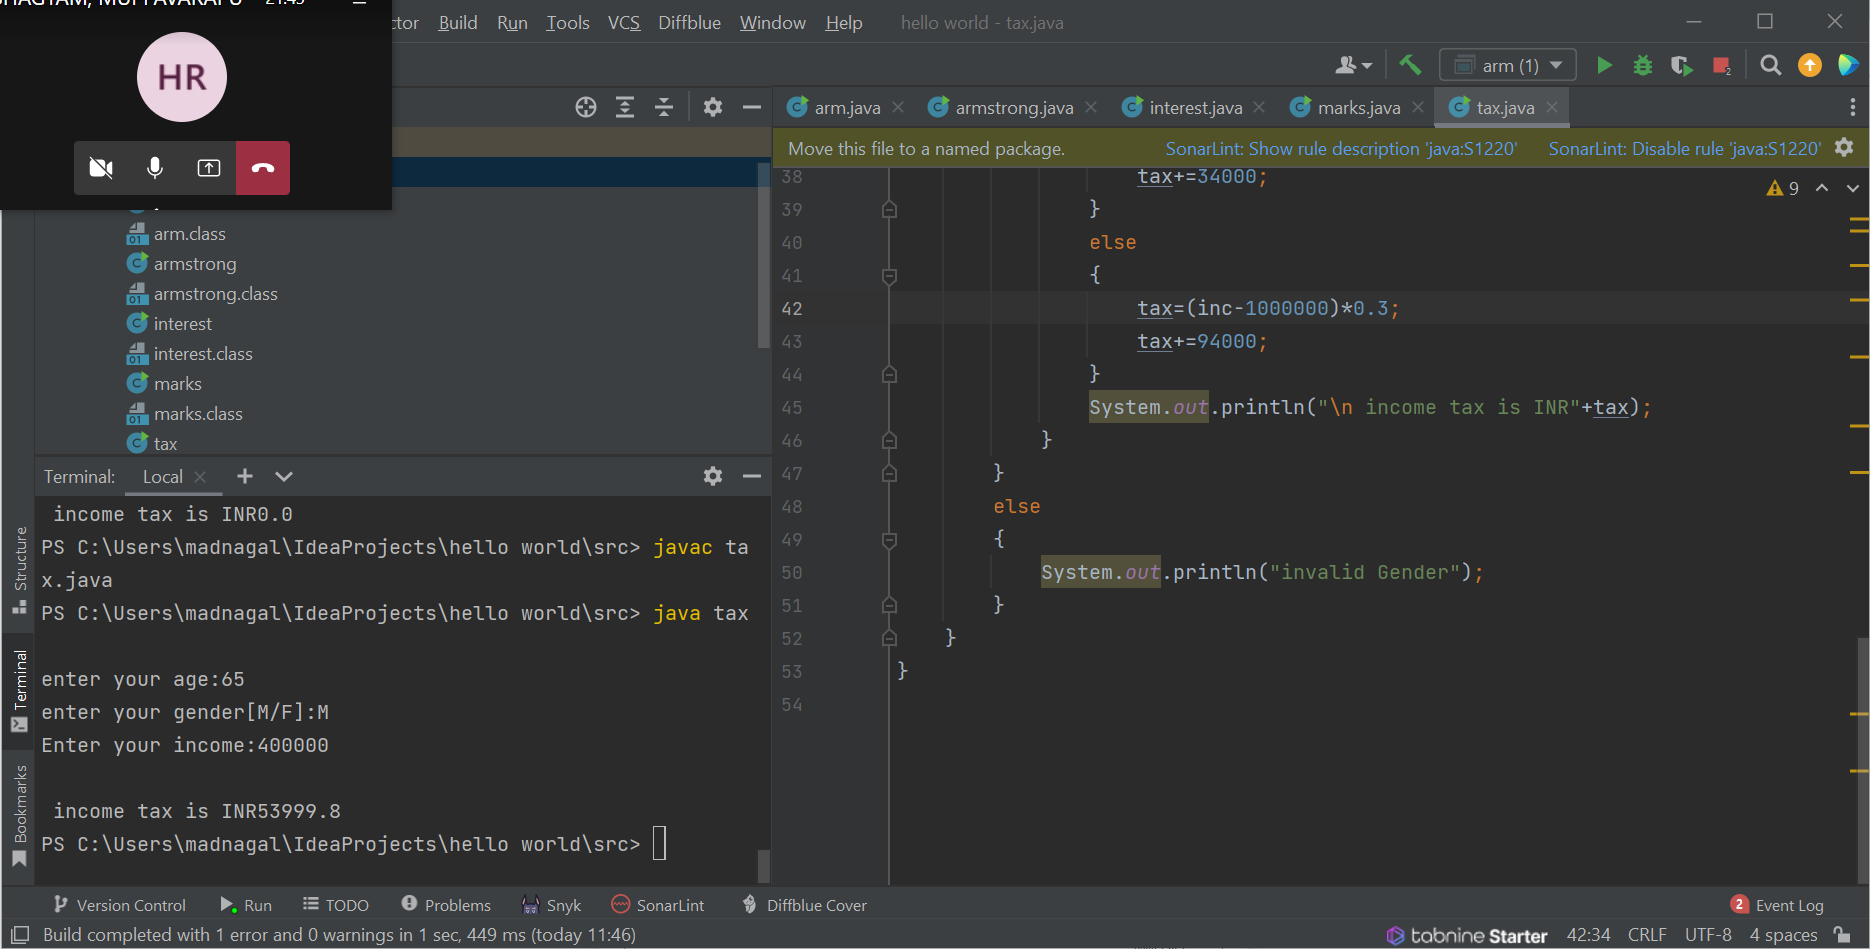 21:45
HR
ctor Build Run Tools VCS Diffblue Window Help hello world - tax.java
arm (1)
2
arm.java armstrong.java interest.java marks.java tax.java
Move this file to a named package. SonarLint: Show rule description 'java:S1220' SonarLint: Disable rule 'java:S1220'
9
arm.class
armstrong
armstrong.class
interest
interest.class
marks
marks.class
tax
38 tax+=34000;
39 }
40 else
41 {
42 tax=(inc-1000000)*0.3;
43 tax+=94000;
44 }
45 System.out.println("\n income tax is INR"+tax);
46 }
47 }
48 else
49 {
50 System.out.println("invalid Gender");
51 }
52 }
53 }
54
Structure
Terminal
Bookmarks
Terminal: Local
income tax is INR0.0
PS C:\Users\madnagal\IdeaProjects\hello world\src> javac ta
x.java
PS C:\Users\madnagal\IdeaProjects\hello world\src> java tax
enter your age:65
enter your gender[M/F]:M
Enter your income:400000
income tax is INR53999.8
PS C:\Users\madnagal\IdeaProjects\hello world\src>
Version Control Run TODO Problems Snyk SonarLint Diffblue Cover 2 Event Log
Build completed with 1 error and 0 warnings in 1 sec, 449 ms (today 11:46) tabnine Starter 42:34 CRLF UTF-8 4 spaces